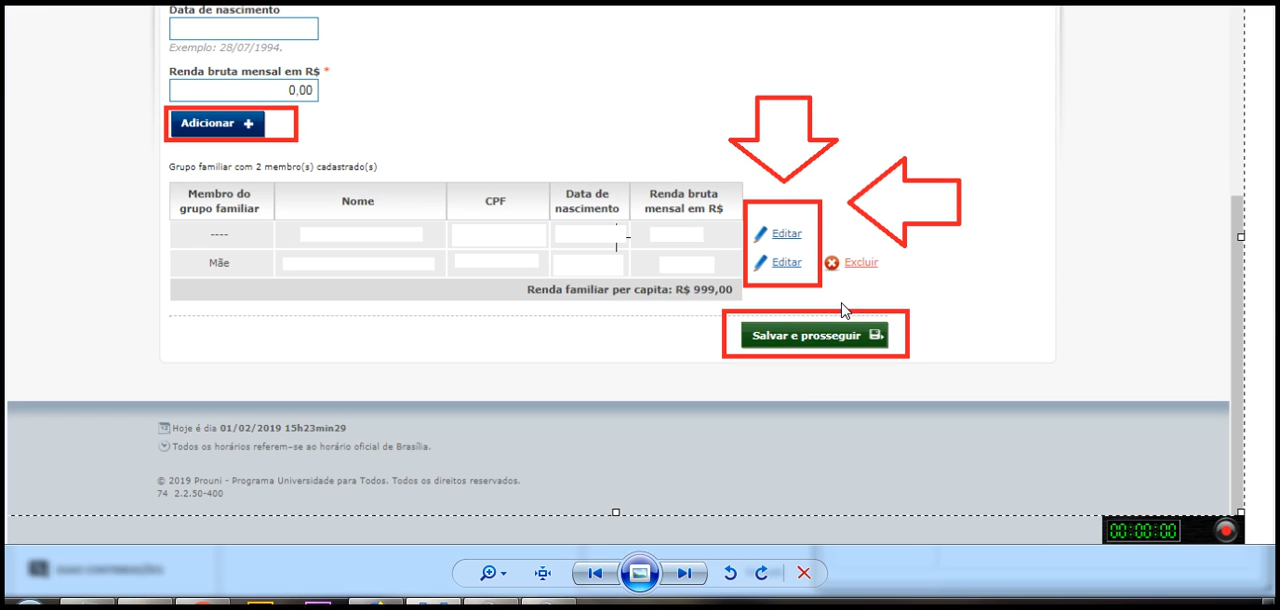 Data de nascimento
Exemplo: 28/07/1994.
Renda bruta mensal em R$ *
0,00
Adicionar +
Grupo familiar com 2 membro(s) cadastrado(s)
Membro do grupo familiar Nome CPF Data de nascimento Renda bruta mensal em R$
---- Editar
Mãe Editar Excluir
Renda familiar per capita: R$ 999,00
Salvar e prosseguir
Hoje é dia 01/02/2019 15h23min29
Todos os horários referem-se ao horário oficial de Brasília.
© 2019 Prouni - Programa Universidade para Todos. Todos os direitos reservados.
74 2.2.50-400
00:00:00